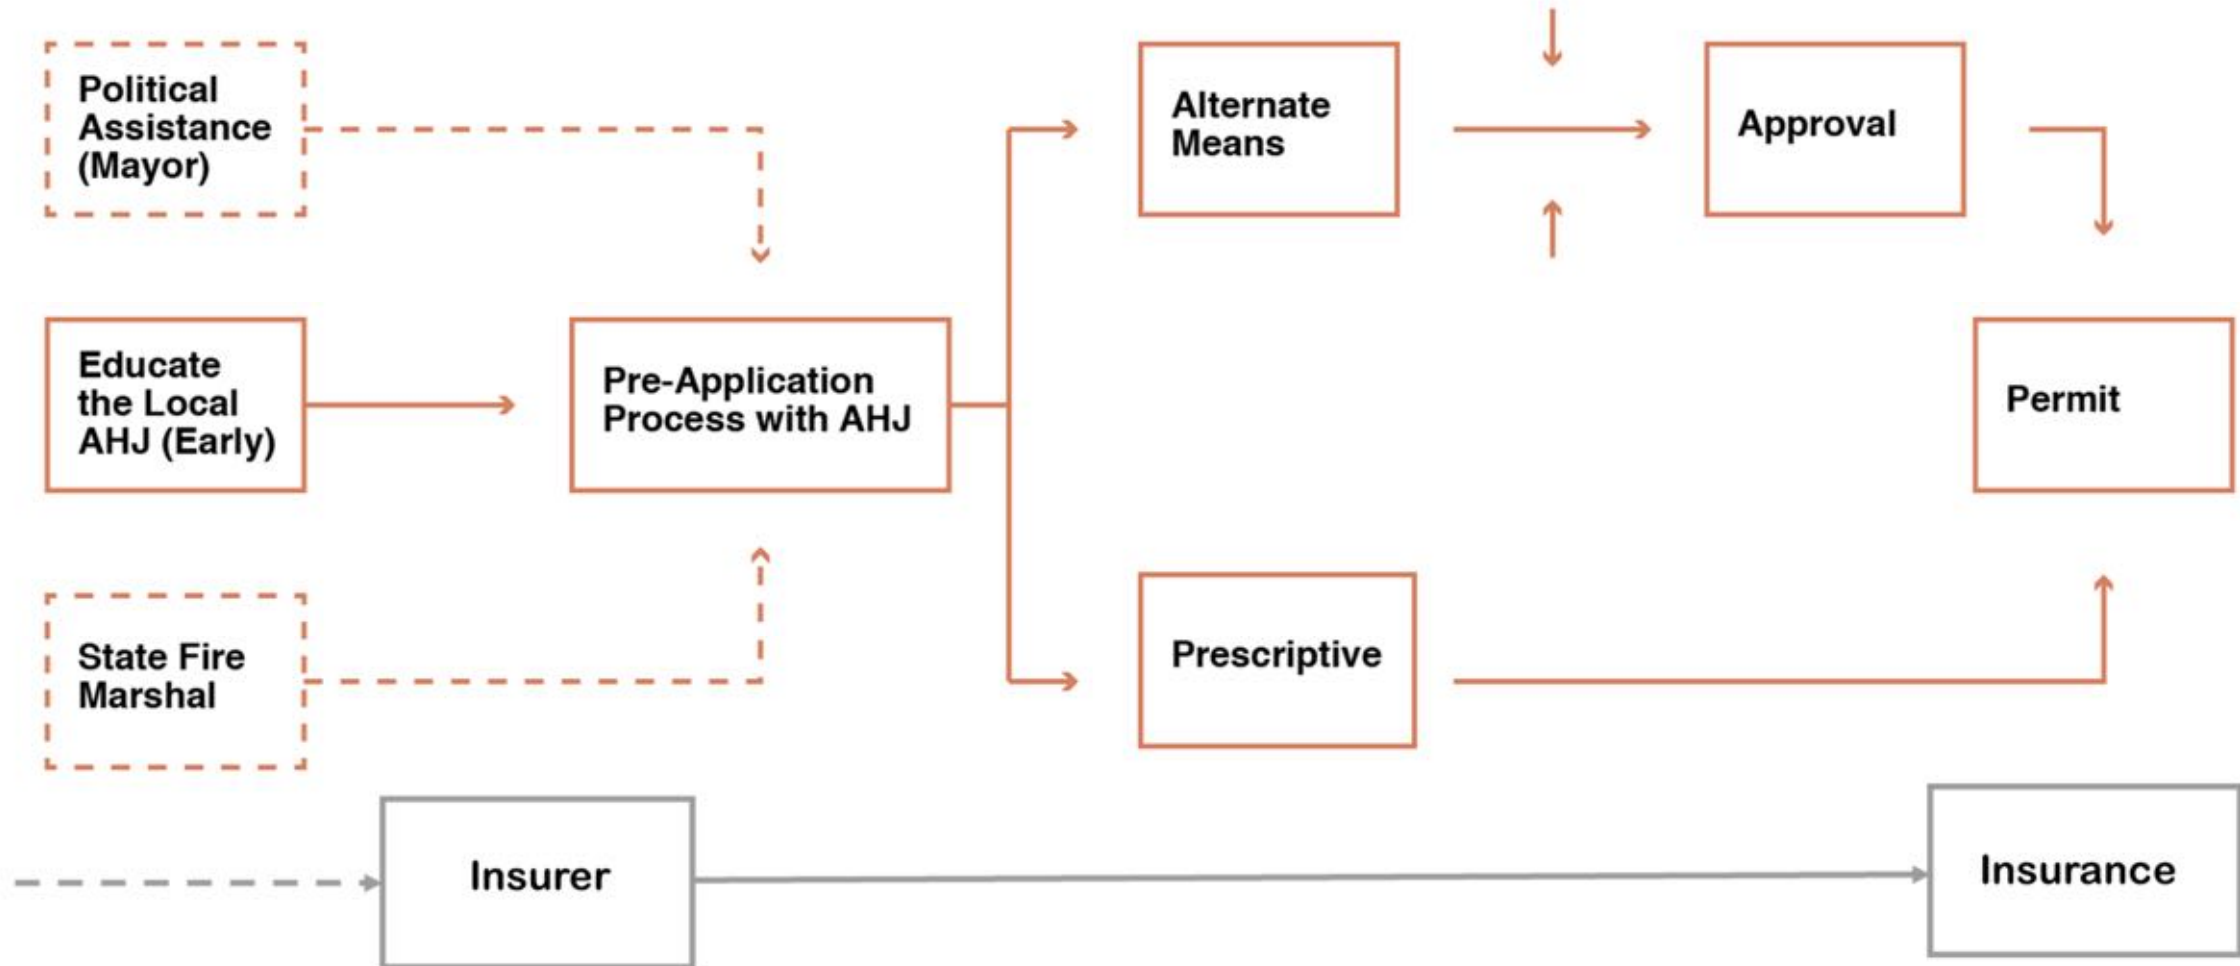 Political
Assistance
(Mayor)
Alternate
Means
Approval
Educate
the Local
AHJ (Early)
Pre-Application
Process with AHJ
Permit
State Fire
Marshal
Prescriptive
Insurer
Insurance